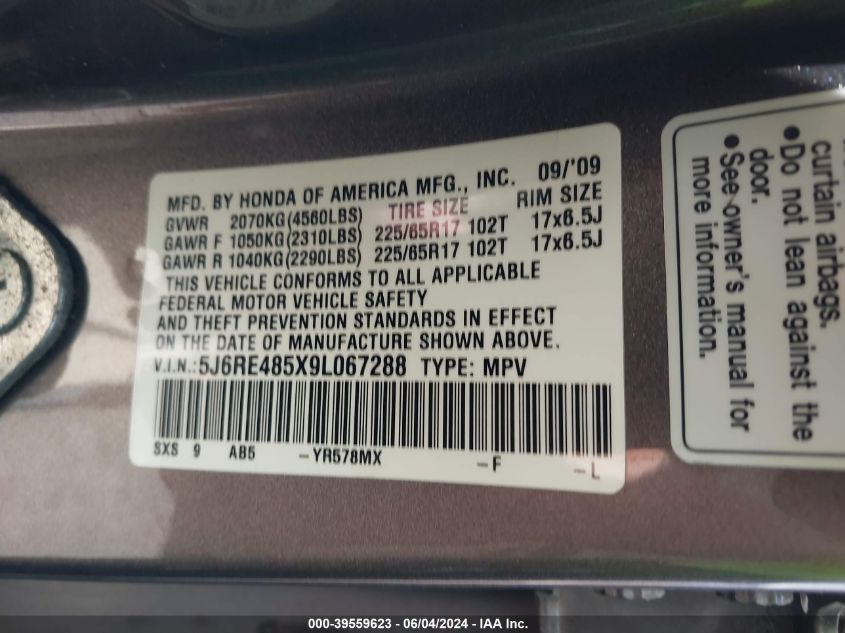 MFD. BY HONDA OF AMERICA MFG., INC. 09/'09
GVWR 2070KG(4560LBS) TIRE SIZE RIM SIZE
GAWR F 1050KG(2310LBS) 225/65R17 102T 17x6.5J
GAWR R 1040KG(2290LBS) 225/65R17 102T 17x6.5J
THIS VEHICLE CONFORMS TO ALL APPLICABLE
FEDERAL MOTOR VEHICLE SAFETY
AND THEFT PREVENTION STANDARDS IN EFFECT
ON THE DATE OF MANUFACTURE SHOWN ABOVE.
V.I.N.:5J6RE485X9L067288 TYPE: MPV
SXS 9 AB5 -YR578MX -F -L
curtain airbags.
•Do not lean against the
door.
•See owner's manual for
more information.
000-39559623 - 06/04/2024 - IAA Inc.